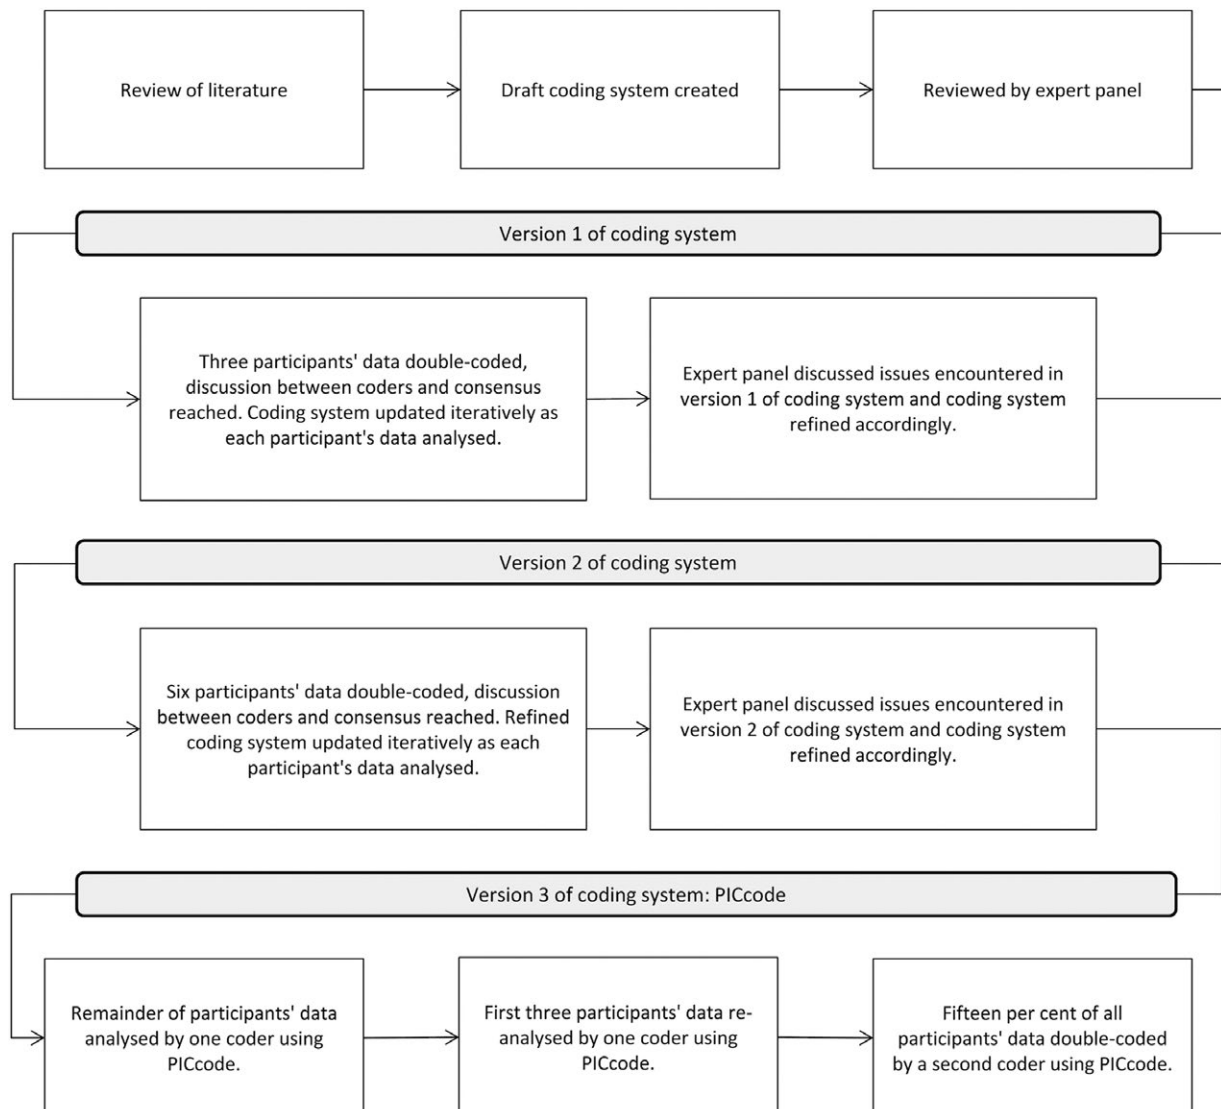 Review of literature
Draft coding system created
Reviewed by expert panel
Version 1 of coding system
Three participants' data double-coded,
discussion between coders and consensus
reached. Coding system updated iteratively as
each participant's data analysed.
Expert panel discussed issues encountered in
version 1 of coding system and coding system
refined accordingly.
Version 2 of coding system
Six participants' data double-coded, discussion
between coders and consensus reached. Refined
coding system updated iteratively as each
participant's data analysed.
Expert panel discussed issues encountered in
version 2 of coding system and coding system
refined accordingly.
Version 3 of coding system: PICcode
Remainder of participants' data
analysed by one coder using
PICcode.
First three participants' data re-
analysed by one coder using
PICcode.
Fifteen per cent of all
participants' data double-coded
by a second coder using PICcode.